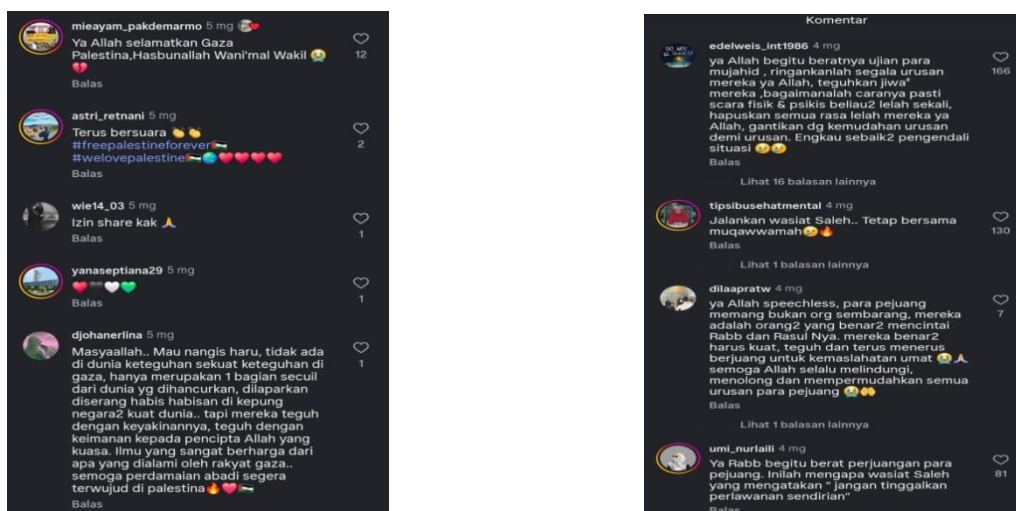 mieayam_pakdemarmo 5 mg
Ya Allah selamatkan Gaza
Palestina,Hasbunallah Wani'mal Wakil 😭
💔
12
Balas
astri_retnani 5 mg
Terus bersuara 👏👏
#freepalestineforever🇵🇸
#welovepalestine🇵🇸🌍❤️❤️❤️❤️
2
Balas
wie14_03 5 mg
Izin share kak 🙏
1
Balas
yanaseptiana29 5 mg
❤️🖤🤍💚
1
Balas
djohanerlina 5 mg
Masyaallah.. Mau nangis haru, tidak ada
di dunia keteguhan sekuat keteguhan di
gaza, hanya merupakan 1 bagian secuil
dari dunia yg dihancurkan, dilaparkan
diserang habis habisan di kepung
negara2 kuat dunia.. tapi mereka teguh
dengan keyakinannya, teguh dengan
keimanan kepada pencipta Allah yang
kuasa. Ilmu yang sangat berharga dari
apa yang dialami oleh rakyat gaza..
semoga perdamaian abadi segera
terwujud di palestina🔥❤️🇵🇸
1
Balas
Komentar
edelweis_int1986 4 mg
ya Allah begitu beratnya ujian para
mujahid , ringankanlah segala urusan
mereka ya Allah, teguhkan jiwa"
mereka ,bagaimanalah caranya pasti
scara fisik & psikis beliau2 lelah sekali,
hapuskan semua rasa lelah mereka ya
Allah, gantikan dg kemudahan urusan
demi urusan. Engkau sebaik2 pengendali
situasi 🥹🥹
166
Balas
Lihat 16 balasan lainnya
tipsibusehatmental 4 mg
Jalankan wasiat Saleh.. Tetap bersama
muqawwamah🥹🔥
130
Balas
Lihat 1 balasan lainnya
dilaapratw 4 mg
ya Allah speechless, para pejuang
memang bukan org sembarang, mereka
adalah orang2 yang benar2 mencintai
Rabb dan Rasul Nya. mereka benar2
harus kuat, teguh dan terus menerus
berjuang untuk kemaslahatan umat 😭🙏
semoga Allah selalu melindungi,
menolong dan mempermudahkan semua
urusan para pejuang 😭🤲
7
Balas
Lihat 1 balasan lainnya
umi_nurlaili 4 mg
Ya Rabb begitu berat perjuangan para
pejuang. Inilah mengapa wasiat Saleh
yang mengatakan " jangan tinggalkan
perlawanan sendirian"
81
Balas